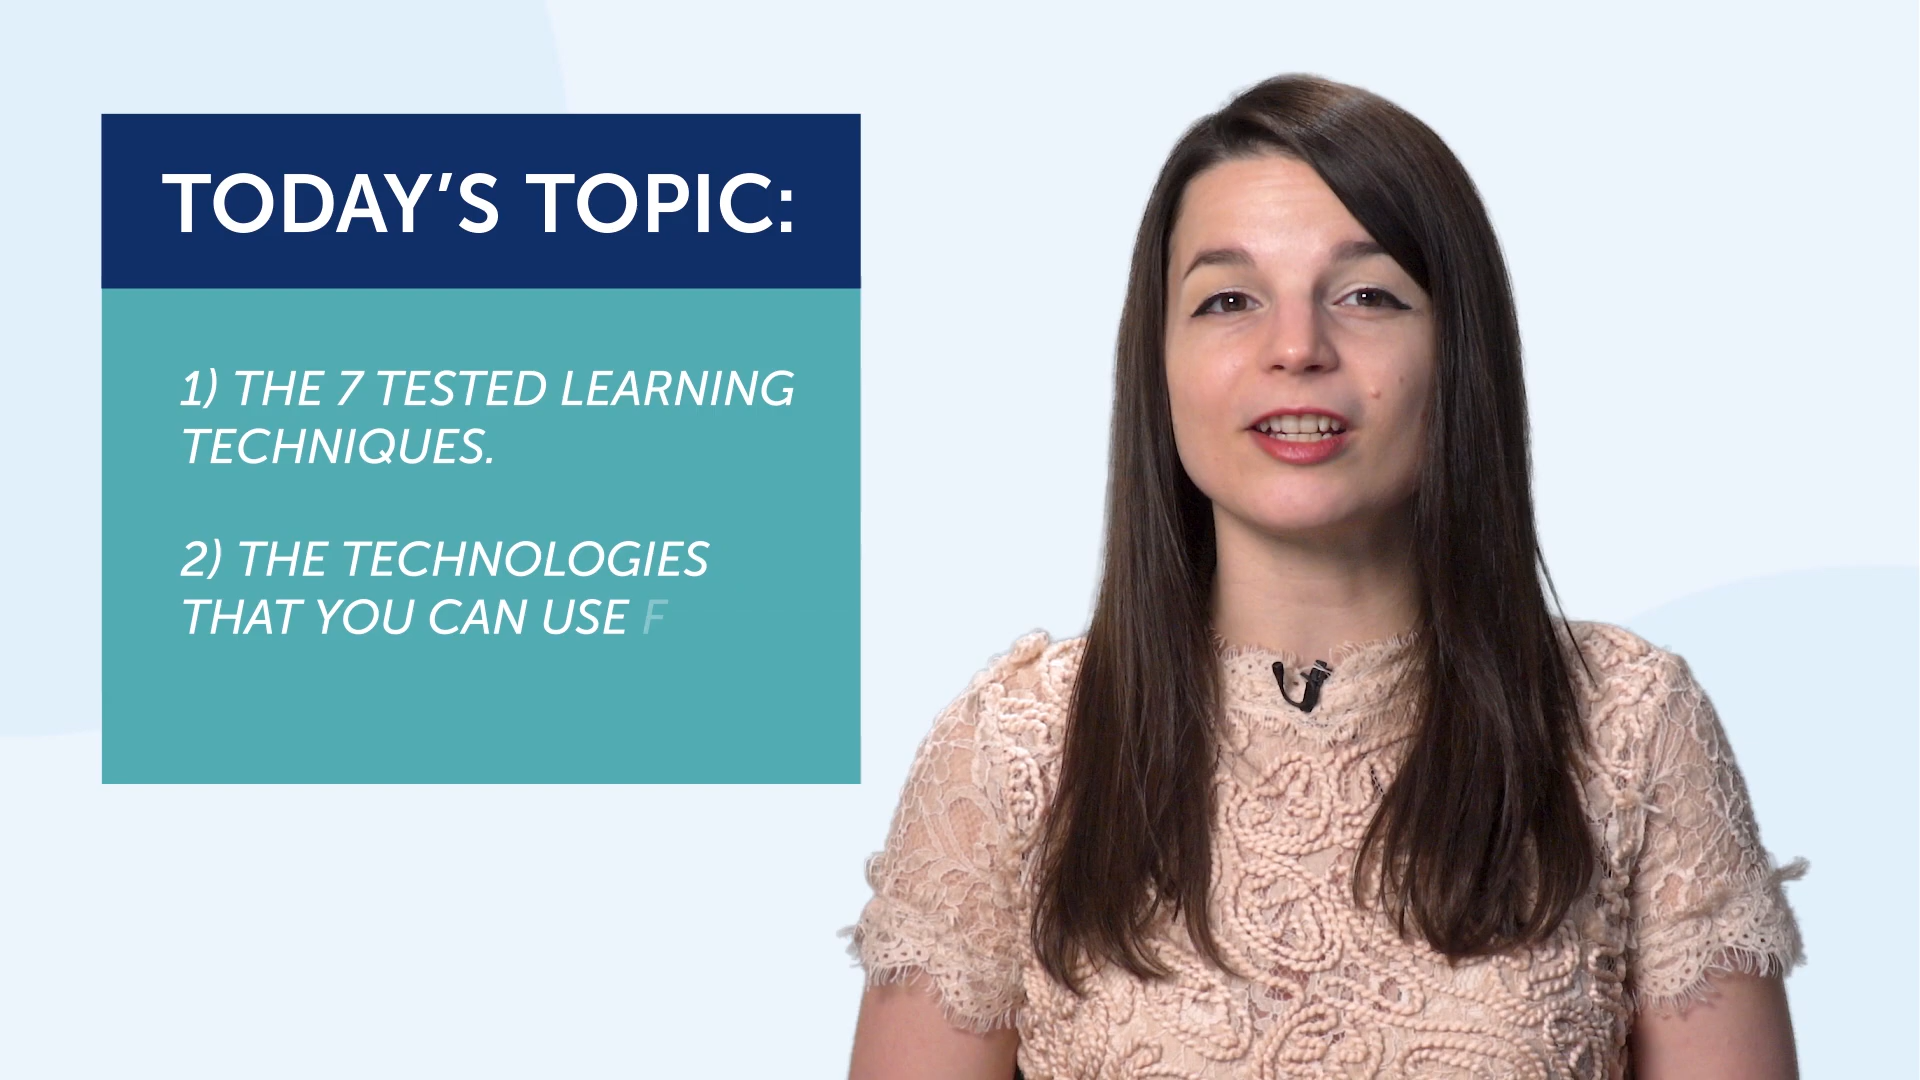 TODAY'S TOPIC:
1) THE 7 TESTED LEARNING
TECHNIQUES.
2) THE TECHNOLOGIES
THAT YOU CAN USE F